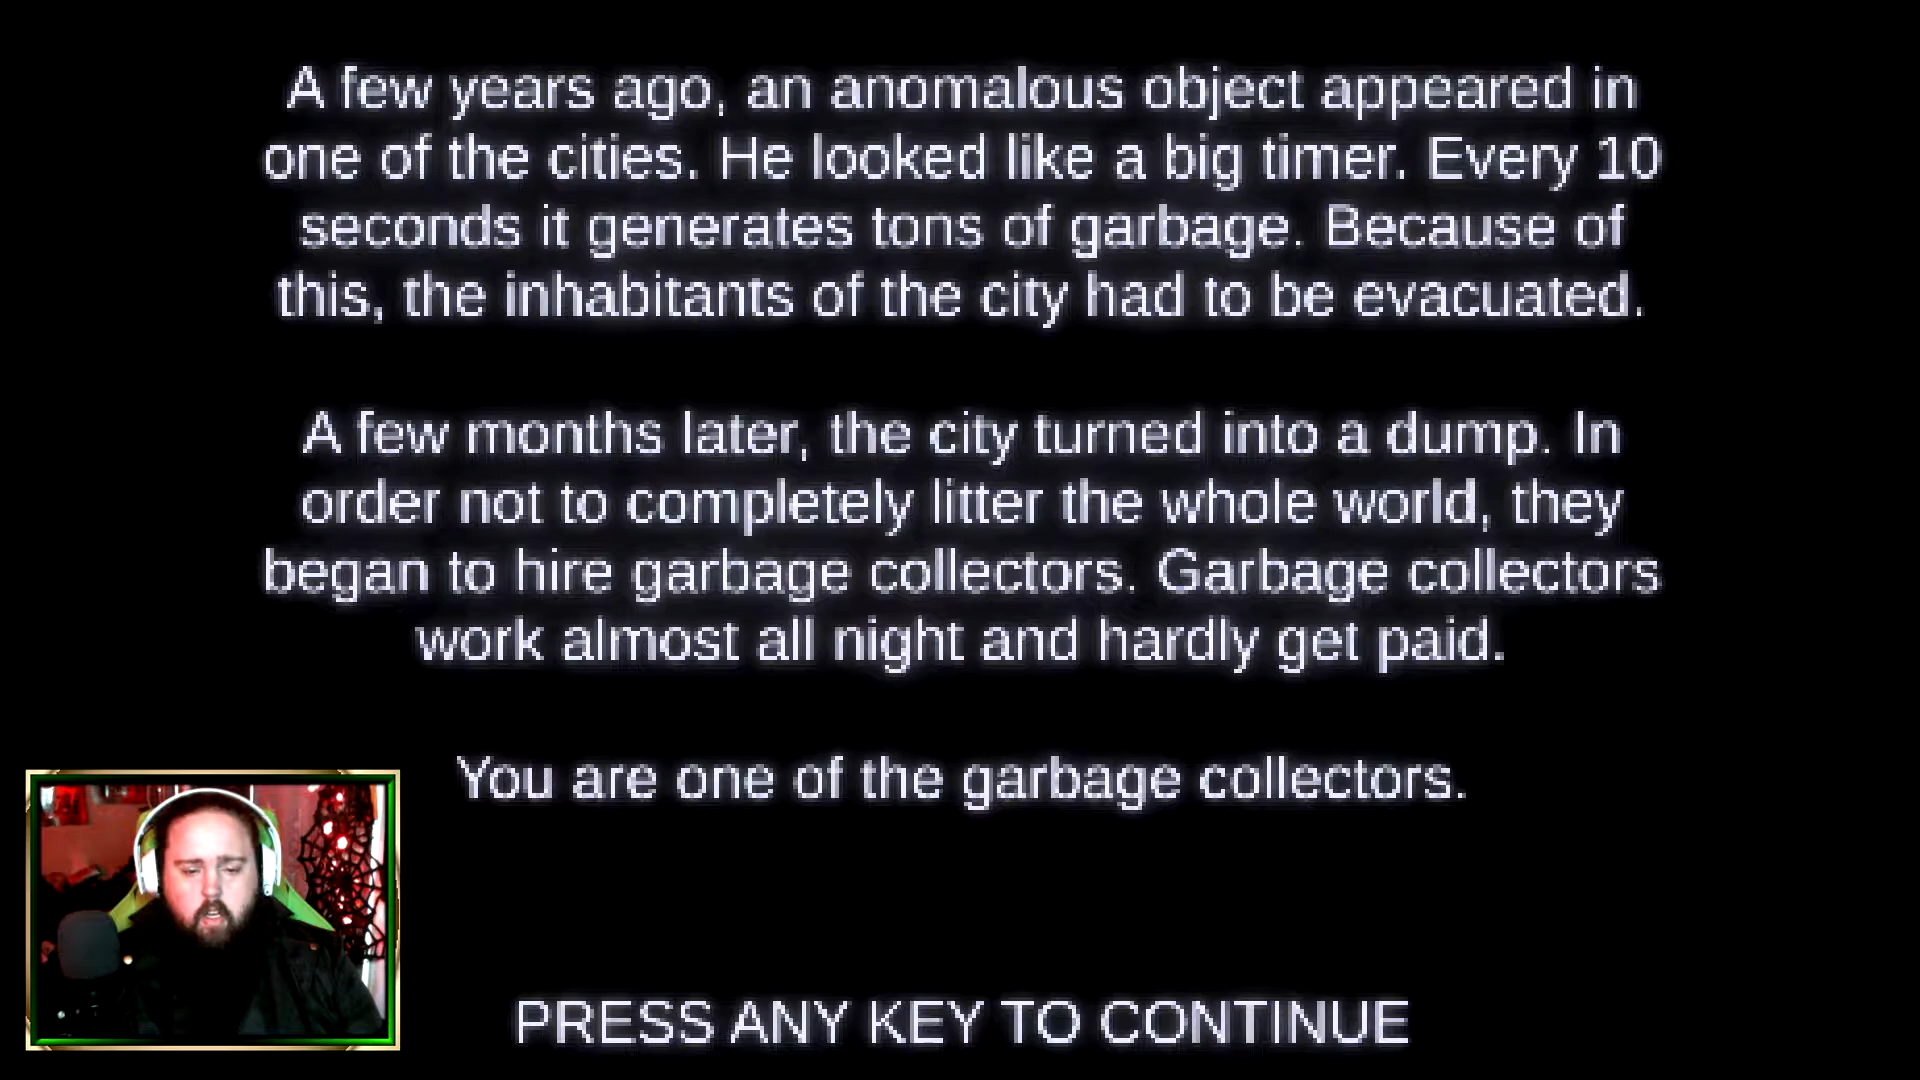 A few years ago, an anomalous object appeared in
one of the cities. He looked like a big timer. Every 10
seconds it generates tons of garbage. Because of
this, the inhabitants of the city had to be evacuated.
A few months later, the city turned into a dump. In
order not to completely litter the whole world, they
began to hire garbage collectors. Garbage collectors
work almost all night and hardly get paid.
You are one of the garbage collectors.
PRESS ANY KEY TO CONTINUE